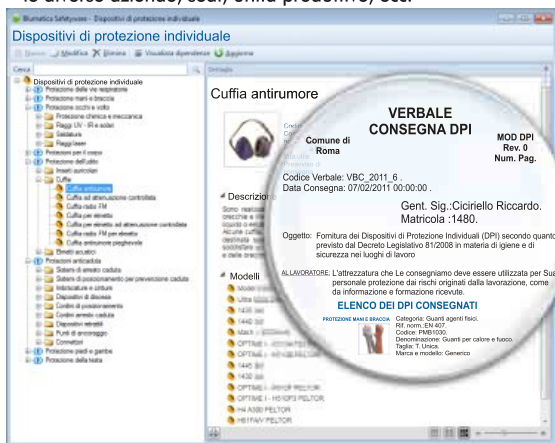 le diverse aziende, sedi, unità produttive, ecc.
Blumatica Safetyware - Dispositivi di protezione individuale
Dispositivi di protezione individuale
Nuovo Modifica Elimina Visualizza dipendenze Aggiorna
Cerca
Dettaglio
Dispositivi di protezione individuale
Protezione delle vie respiratorie
Protezione mani e braccia
Protezione occhi e volto
Protezione chimica e meccanica
Raggi UV - IR e solari
Saldatura
Raggi laser
Protezioni per il corpo
Protezione dell'udito
Inserti auricolari
Cuffie
Cuffia antirumore
Cuffia ad attenuazione controllata
Cuffia radio FM
Cuffia per elmetto
Cuffia per elmetto ad attenuazione controllata
Cuffia radio FM per elmetto
Cuffia antirumore pieghevole
Elmetti acustici
Protezioni anticaduta
Sistemi di arresto caduta
Sistemi di posizionamento per prevenzione caduta
Imbracature e cinture
Dispositivi di discesa
Cordini di posizionamento
Cordini arresto caduta
Dispositivi retrattili
Punti di ancoraggio
Connettori
Protezione piedi e gambe
Protezione della testa
Cuffia antirumore
Descrizione
Modelli
1435
1440
1445
1430
OPTIME I - H510P3 PELTOR
H4 A300 PELTOR
H61FA/V PELTOR
VERBALE
CONSEGNA DPI
Comune di
Roma
MOD DPI
Rev. 0
Num. Pag.
Codice Verbale: VBC_2011_6 .
Data Consegna: 07/02/2011 00:00:00 .
Gent. Sig.:Ciciriello Riccardo.
Matricola :1480.
Oggetto: Fornitura dei Dispositivi di Protezione Individuali (DPI) secondo quanto
previsto dal Decreto Legislativo 81/2008 in materia di igiene e di
sicurezza nei luoghi di lavoro
AL LAVORATORE: L'attrezzatura che Le consegniamo deve essere utilizzata per Sua
personale protezione dai rischi originati dalla lavorazione, come
da informazione e formazione ricevute.
ELENCO DEI DPI CONSEGNATI
PROTEZIONE MANI E BRACCIA
Categoria: Guanti agenti fisici.
Rif. norm.:EN 407.
Codice: PMB1030.
Denominazione: Guanti per calore e fuoco.
Taglia: T. Unica.
Marca e modello: Generico